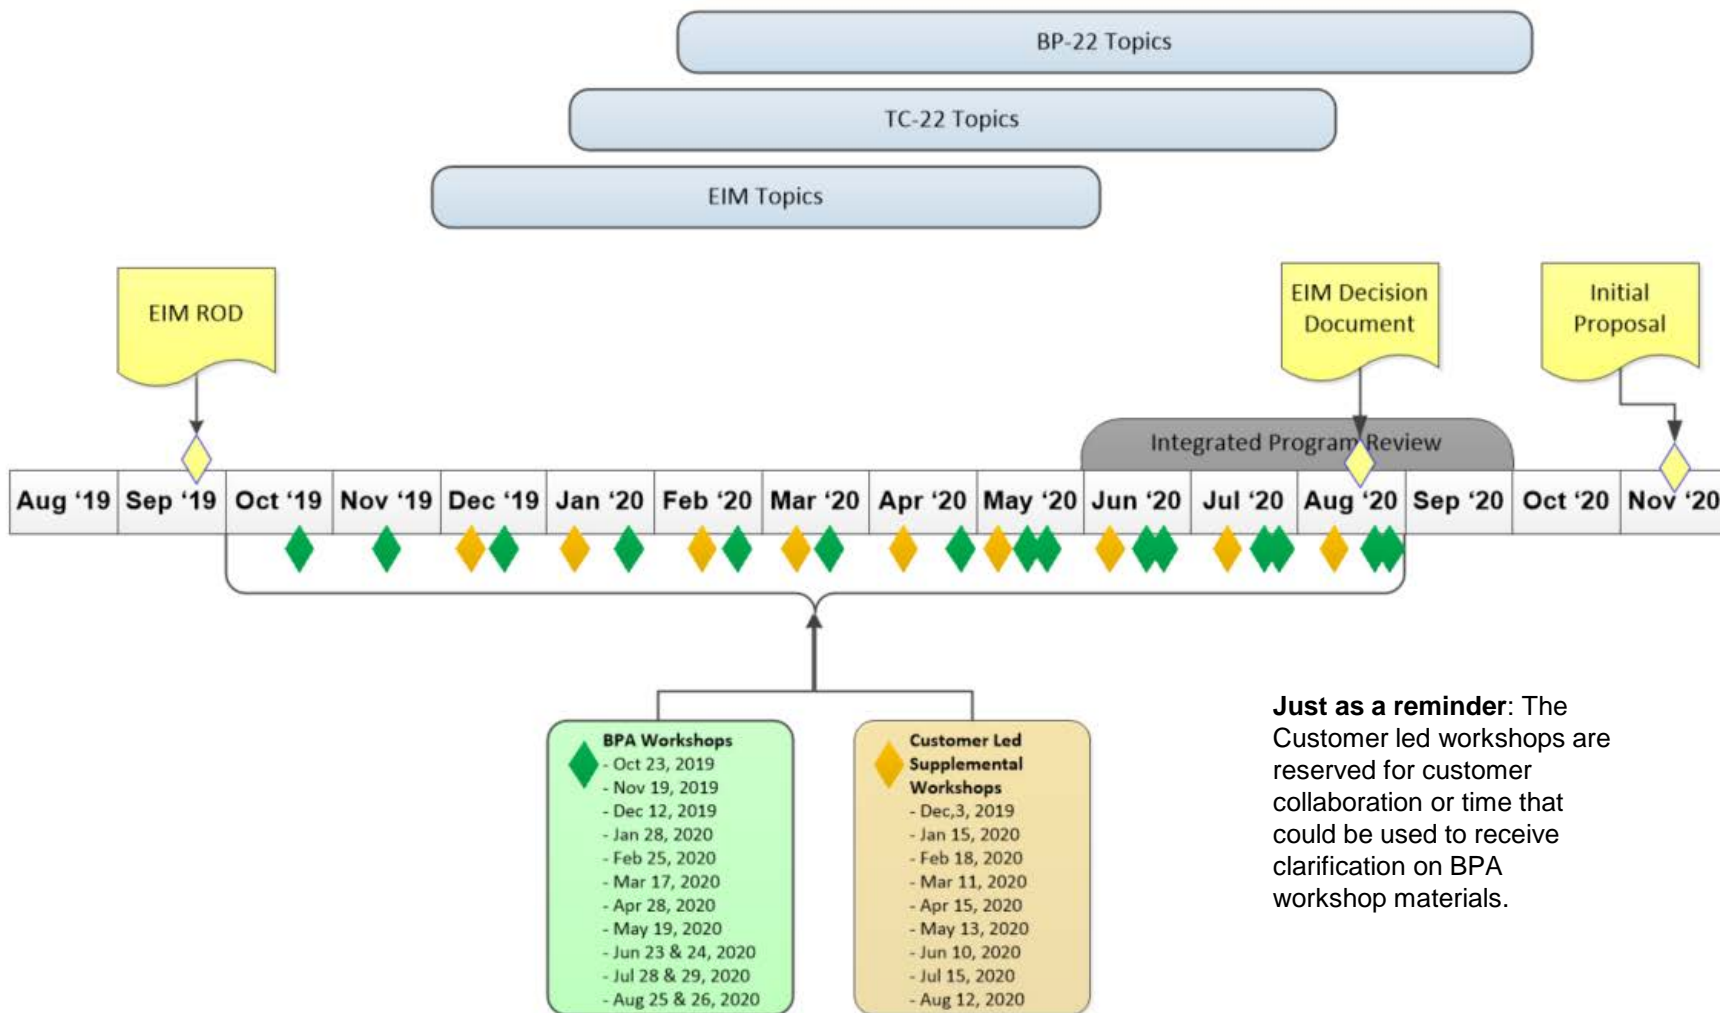 BP-22 Topics
TC-22 Topics
EIM Topics
EIM ROD
EIM Decision
Document
Initial
Proposal
Integrated Program Review
Aug ‘19 Sep ‘19 Oct ‘19 Nov ‘19 Dec ‘19 Jan ‘20 Feb ‘20 Mar ‘20 Apr ‘20 May ‘20 Jun ‘20 Jul ‘20 Aug ‘20 Sep ‘20 Oct ‘20 Nov ‘20
BPA Workshops
- Oct 23, 2019
- Nov 19, 2019
- Dec 12, 2019
- Jan 28, 2020
- Feb 25, 2020
- Mar 17, 2020
- Apr 28, 2020
- May 19, 2020
- Jun 23 & 24, 2020
- Jul 28 & 29, 2020
- Aug 25 & 26, 2020
Customer Led
Supplemental
Workshops
- Dec,3, 2019
- Jan 15, 2020
- Feb 18, 2020
- Mar 11, 2020
- Apr 15, 2020
- May 13, 2020
- Jun 10, 2020
- Jul 15, 2020
- Aug 12, 2020
Just as a reminder: The
Customer led workshops are
reserved for customer
collaboration or time that
could be used to receive
clarification on BPA
workshop materials.